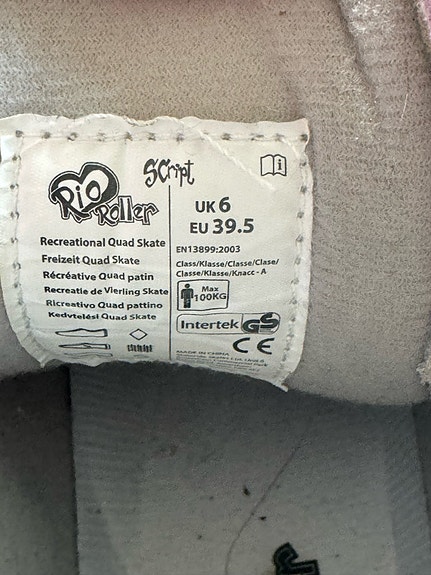 Rio Roller
Script
Recreational Quad Skate
Freizeit Quad Skate
Récréative Quad patin
Recreatie de Vierling Skate
Ricreativo Quad pattino
Kedvtelési Quad Skate
UK 6
EU 39.5
EN13899:2003
Class/Klasse/Classe/Clase/
Classe/Klasse/Класс - A
Max
100KG
Intertek GS
CE
MADE IN CHINA